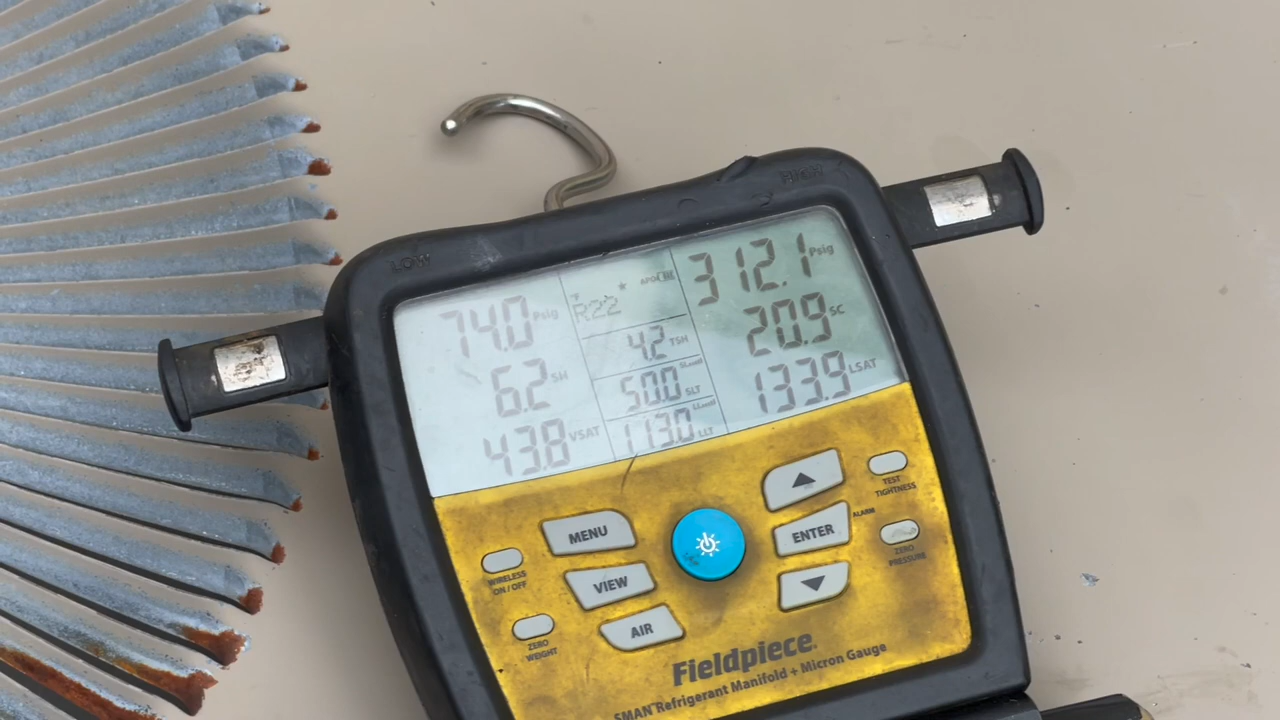 LOW
HIGH
74.0 Psig
6.2 SH
43.8 VSAT
°F
R22
4.2 TSH
50.0 SLT
113.0 LLT
312.1 Psig
20.9 SC
133.9 LSAT
MENU
VIEW
AIR
ENTER
ALARM
WIRELESS
ON / OFF
ZERO
WEIGHT
TEST
TIGHTNESS
ZERO
PRESSURE
Fieldpiece
SMAN™ Refrigerant Manifold + Micron Gauge